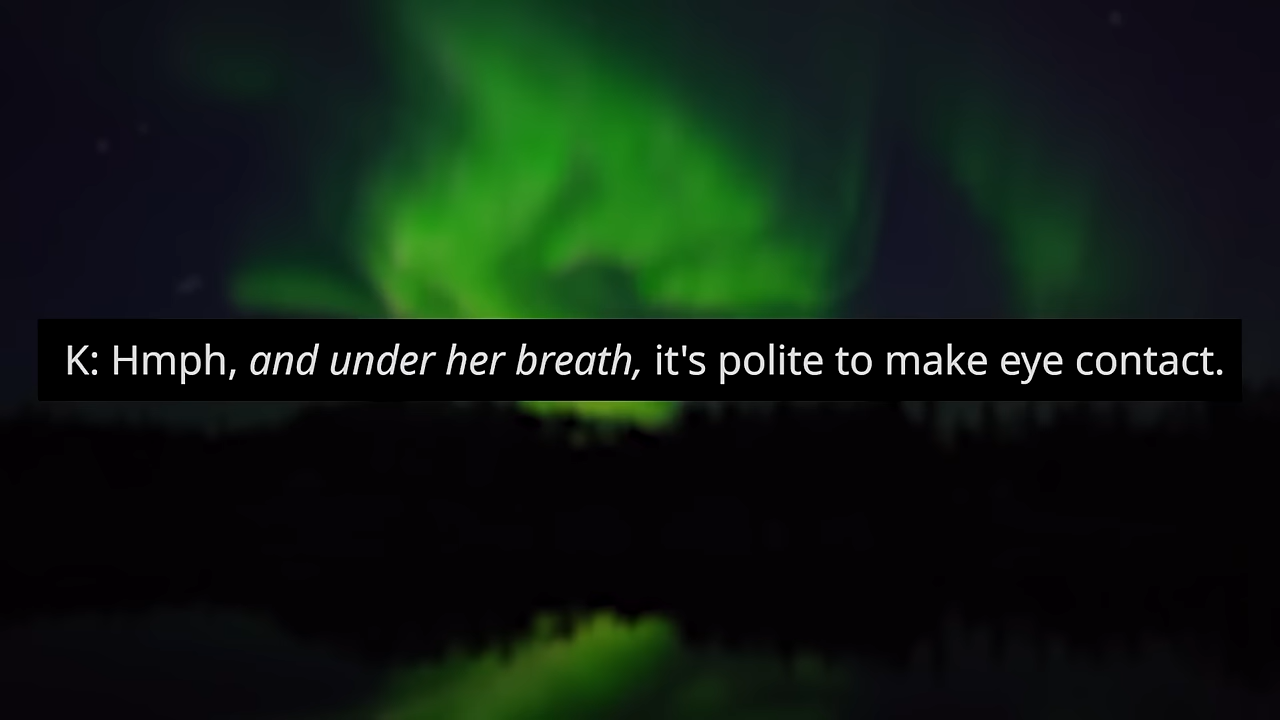 K: Hmph, and under her breath, it's polite to make eye contact.